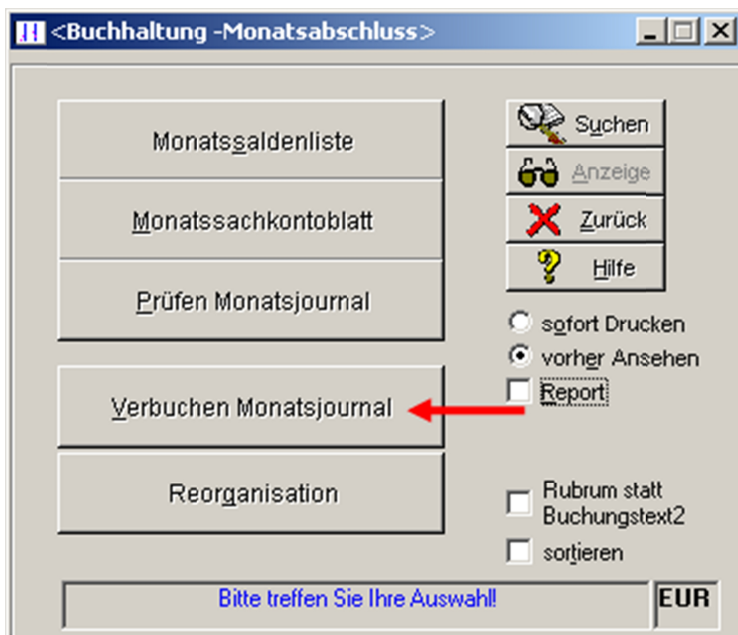 <Buchhaltung -Monatsabschluss>
Monatssaldenliste
Monatssachkontoblatt
Prüfen Monatsjournal
Verbuchen Monatsjournal
Reorganisation
Suchen
Anzeige
Zurück
Hilfe
sofort Drucken
vorher Ansehen
Report
Rubrum statt
Buchungstext2
sortieren
Bitte treffen Sie Ihre Auswahl!
EUR